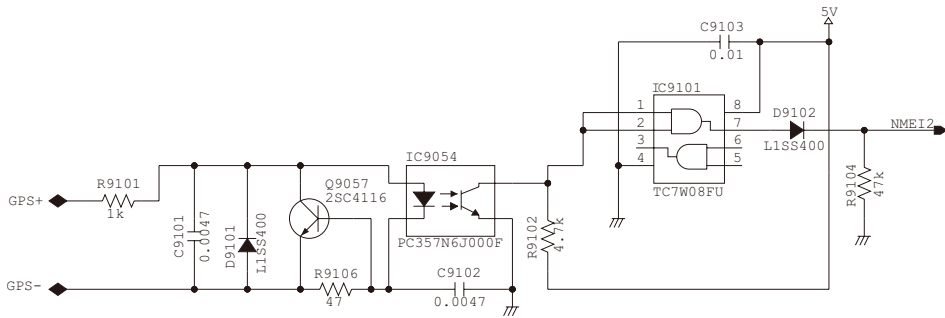 5V
C9103
0.01
IC9101
1
2
3
4
8
7
6
5
TC7W08FU
D9102
L1SS400
NMEI2
R9104
47k
IC9054
PC357N6J000F
Q9057
2SC4116
R9101
1k
GPS+
C9101
0.0047
D9101
L1SS400
R9102
4.7k
R9106
47
C9102
0.0047
GPS-